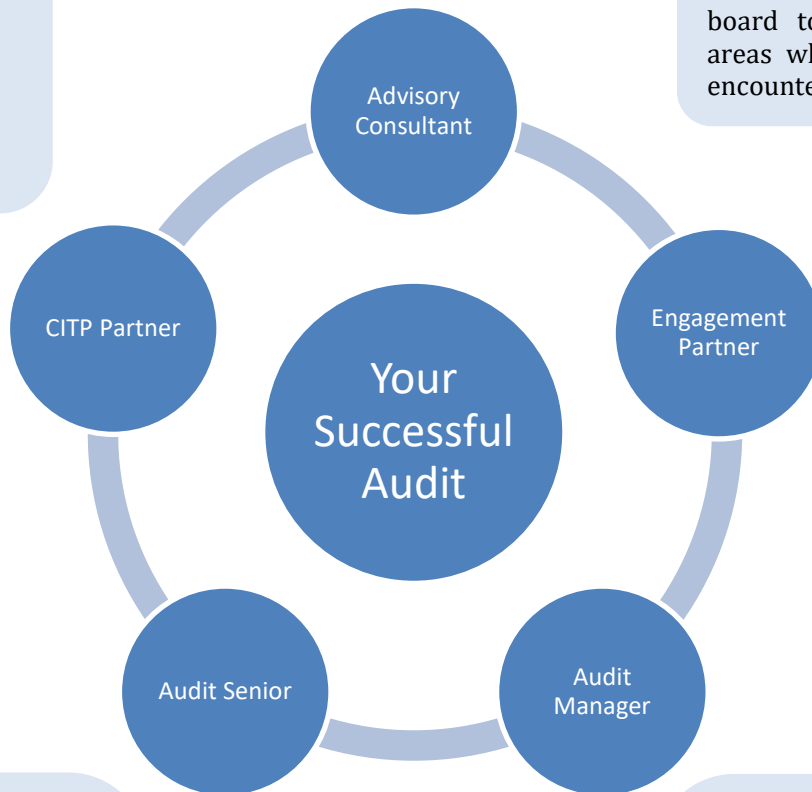 board to
areas wh
encounte
Advisory
Consultant
CITP Partner
Engagement
Partner
Your
Successful
Audit
Audit Senior
Audit
Manager